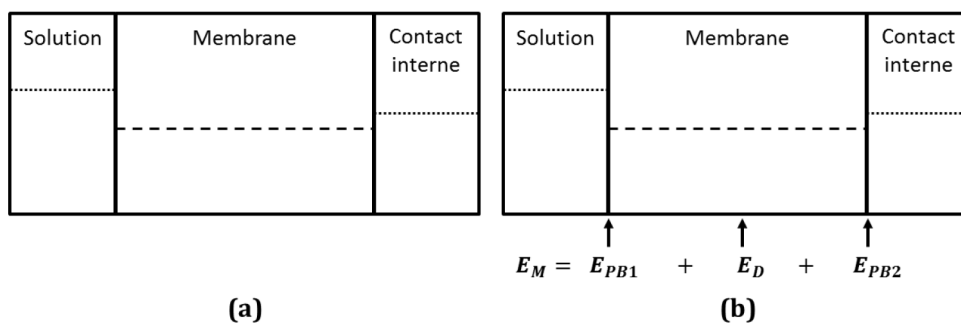 Solution
Membrane
Contact
interne
Solution
Membrane
Contact
interne
E_M = E_PB1 + E_D + E_PB2
(a)
(b)